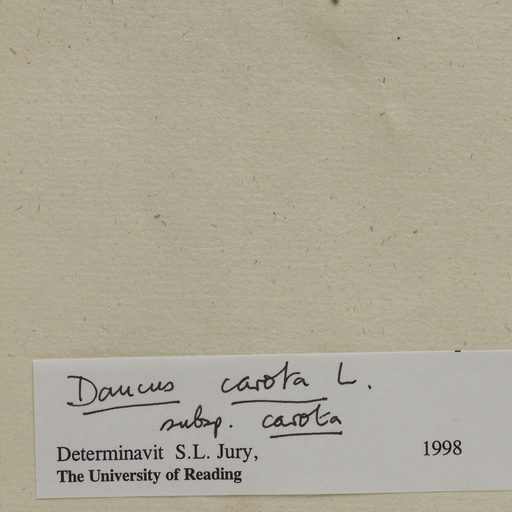 Daucus carota L.
subsp. carota
Determinavit S.L. Jury, 1998
The University of Reading